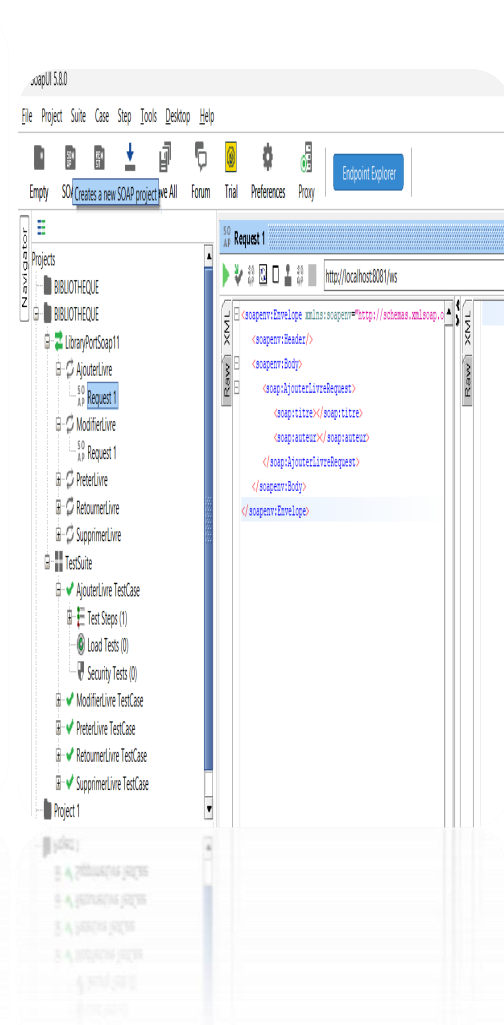 SoapUI 5.8.0
File Project Suite Case Step Tools Desktop Help
Empty SO Creates a new SOAP project ve All Forum Trial Preferences Proxy Endpoint Explorer
Navigator
Projects
BIBLIOTHEQUE
BIBLIOTHEQUE
LibraryPortSoap11
AjouterLivre
Request 1
ModifierLivre
Request 1
PreterLivre
RetournerLivre
SupprimerLivre
TestSuite
AjouterLivre TestCase
Test Steps (1)
Load Tests (0)
Security Tests (0)
ModifierLivre TestCase
PreterLivre TestCase
RetournerLivre TestCase
SupprimerLivre TestCase
Project 1
Request 1
http://localhost:8081/ws
XML
Raw
<soapenv:Envelope xmlns:soapenv="http://schemas.xmlsoap.o
<soapenv:Header/>
<soapenv:Body>
<soap:AjouterLivreRequest>
<soap:titre></soap:titre>
<soap:auteur></soap:auteur>
</soap:AjouterLivreRequest>
</soapenv:Body>
</soapenv:Envelope>
XML
Raw